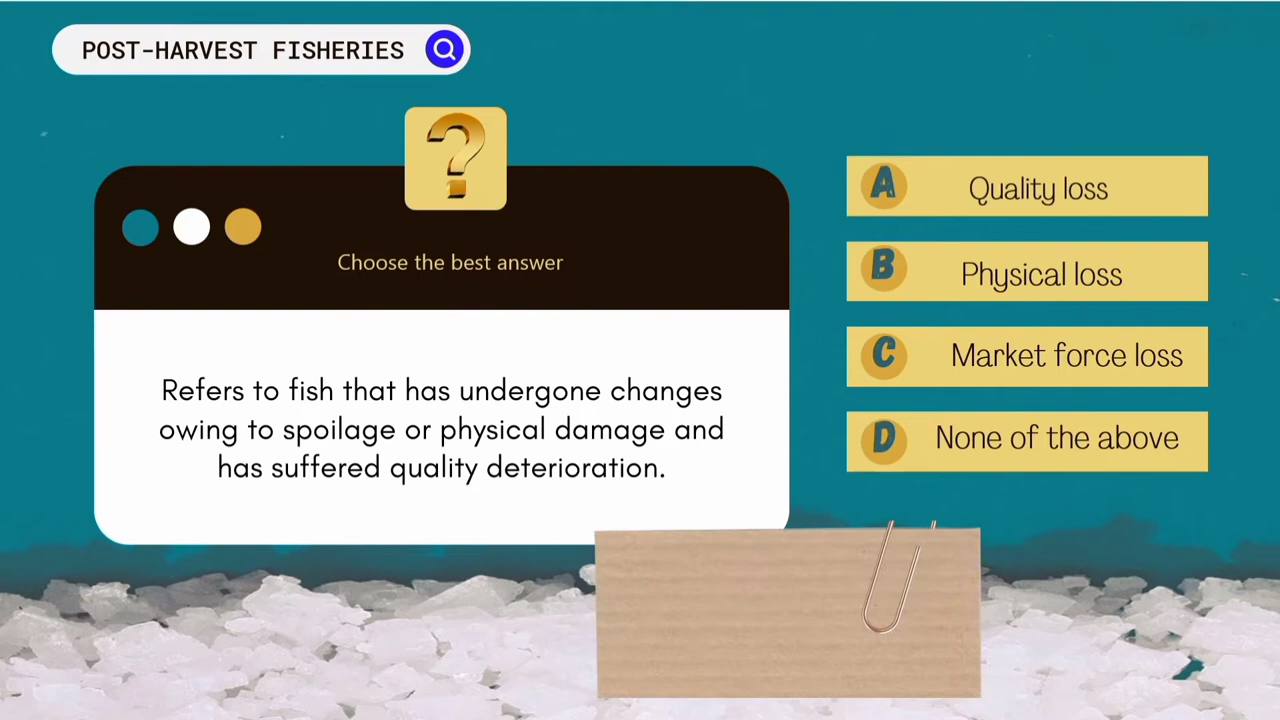 POST-HARVEST FISHERIES
?
Choose the best answer
Refers to fish that has undergone changes
owing to spoilage or physical damage and
has suffered quality deterioration.
A Quality loss
B Physical loss
C Market force loss
D None of the above